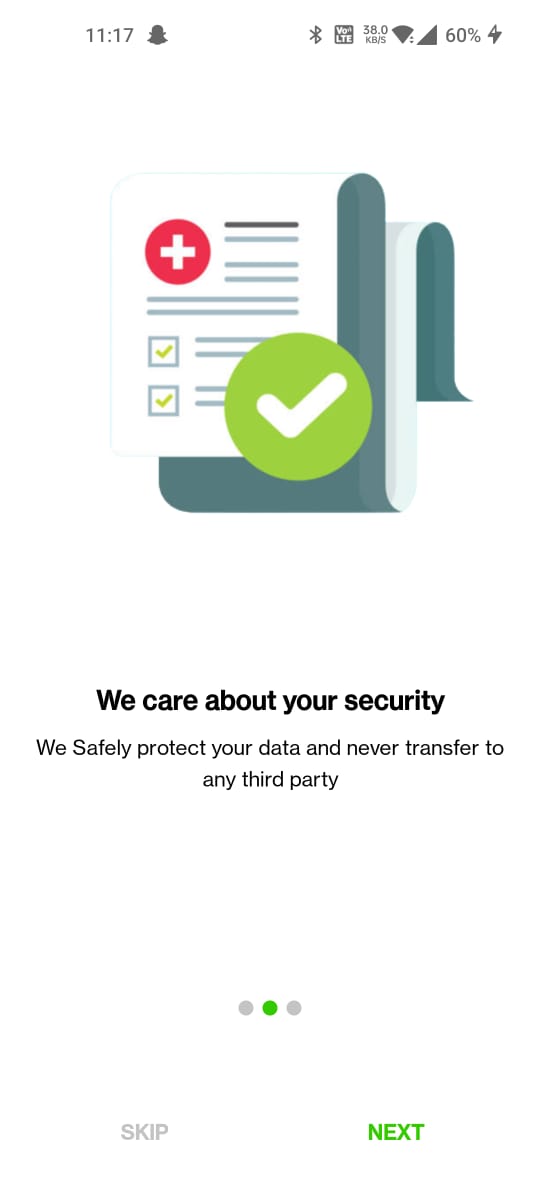 11:17 Vo)) LTE 38.0 KB/S 60%
We care about your security
We Safely protect your data and never transfer to
any third party
SKIP NEXT